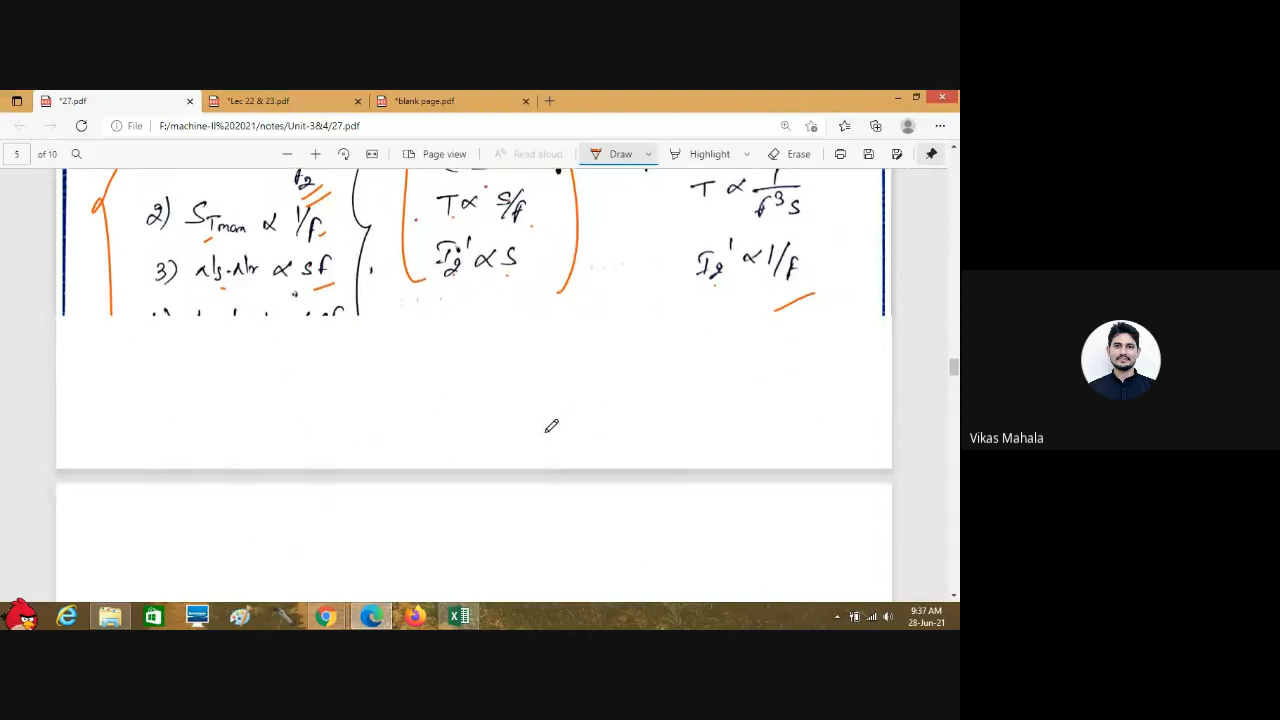 *27.pdf
*Lec 22 & 23.pdf
*blank page.pdf
File
F:/machine-II%202021/notes/Unit-3&4/27.pdf
5 of 10
Page view
Read aloud
Draw
Highlight
Erase
2) S_Tmax ∝ 1/f
3) Ns-Nr ∝ sf
T ∝ s/f
I2' ∝ s
T ∝ 1/f³s
I2' ∝ 1/f
Vikas Mahala
9:37 AM
28-Jun-21